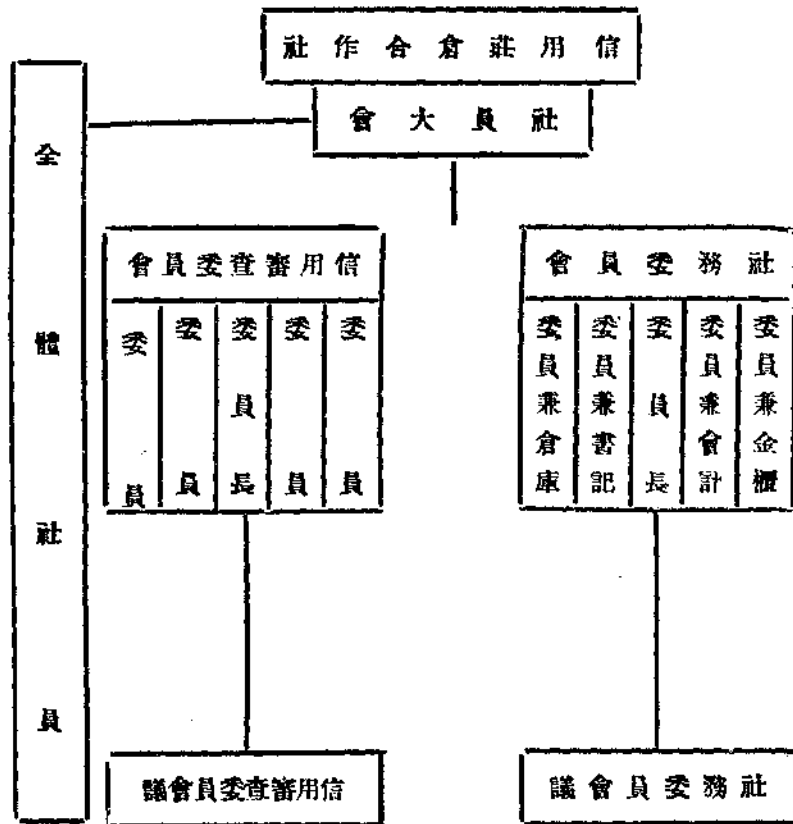 信用莊倉合作社
社員大會
全體社員
社務委員會
委員兼金櫃
委員兼會計
委員長
委員兼書記
委員兼倉庫
信用審查委員會
委員
委員
委員長
委員
委員
社務委員會議
信用審查委員會議